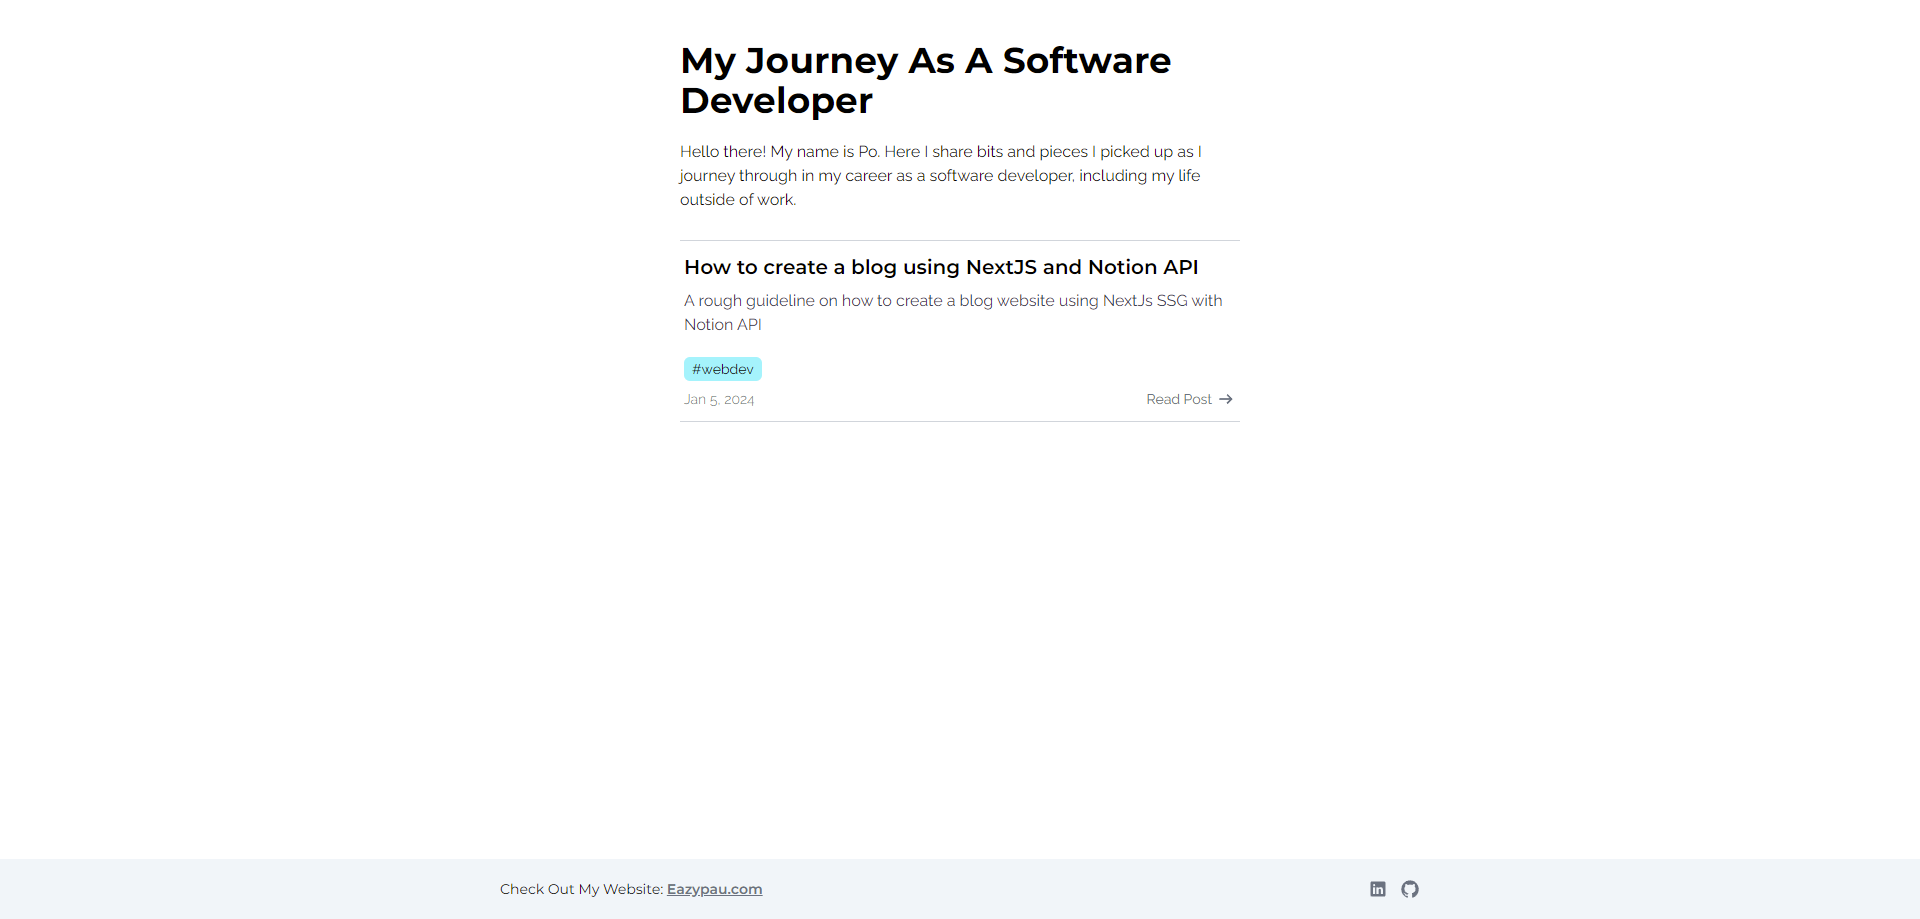 My Journey As A Software
Developer
Hello there! My name is Po. Here I share bits and pieces I picked up as I
journey through in my career as a software developer, including my life
outside of work.
How to create a blog using NextJS and Notion API
A rough guideline on how to create a blog website using NextJs SSG with
Notion API
#webdev
Jan 5, 2024
Read Post →
Check Out My Website: Eazypau.com
in